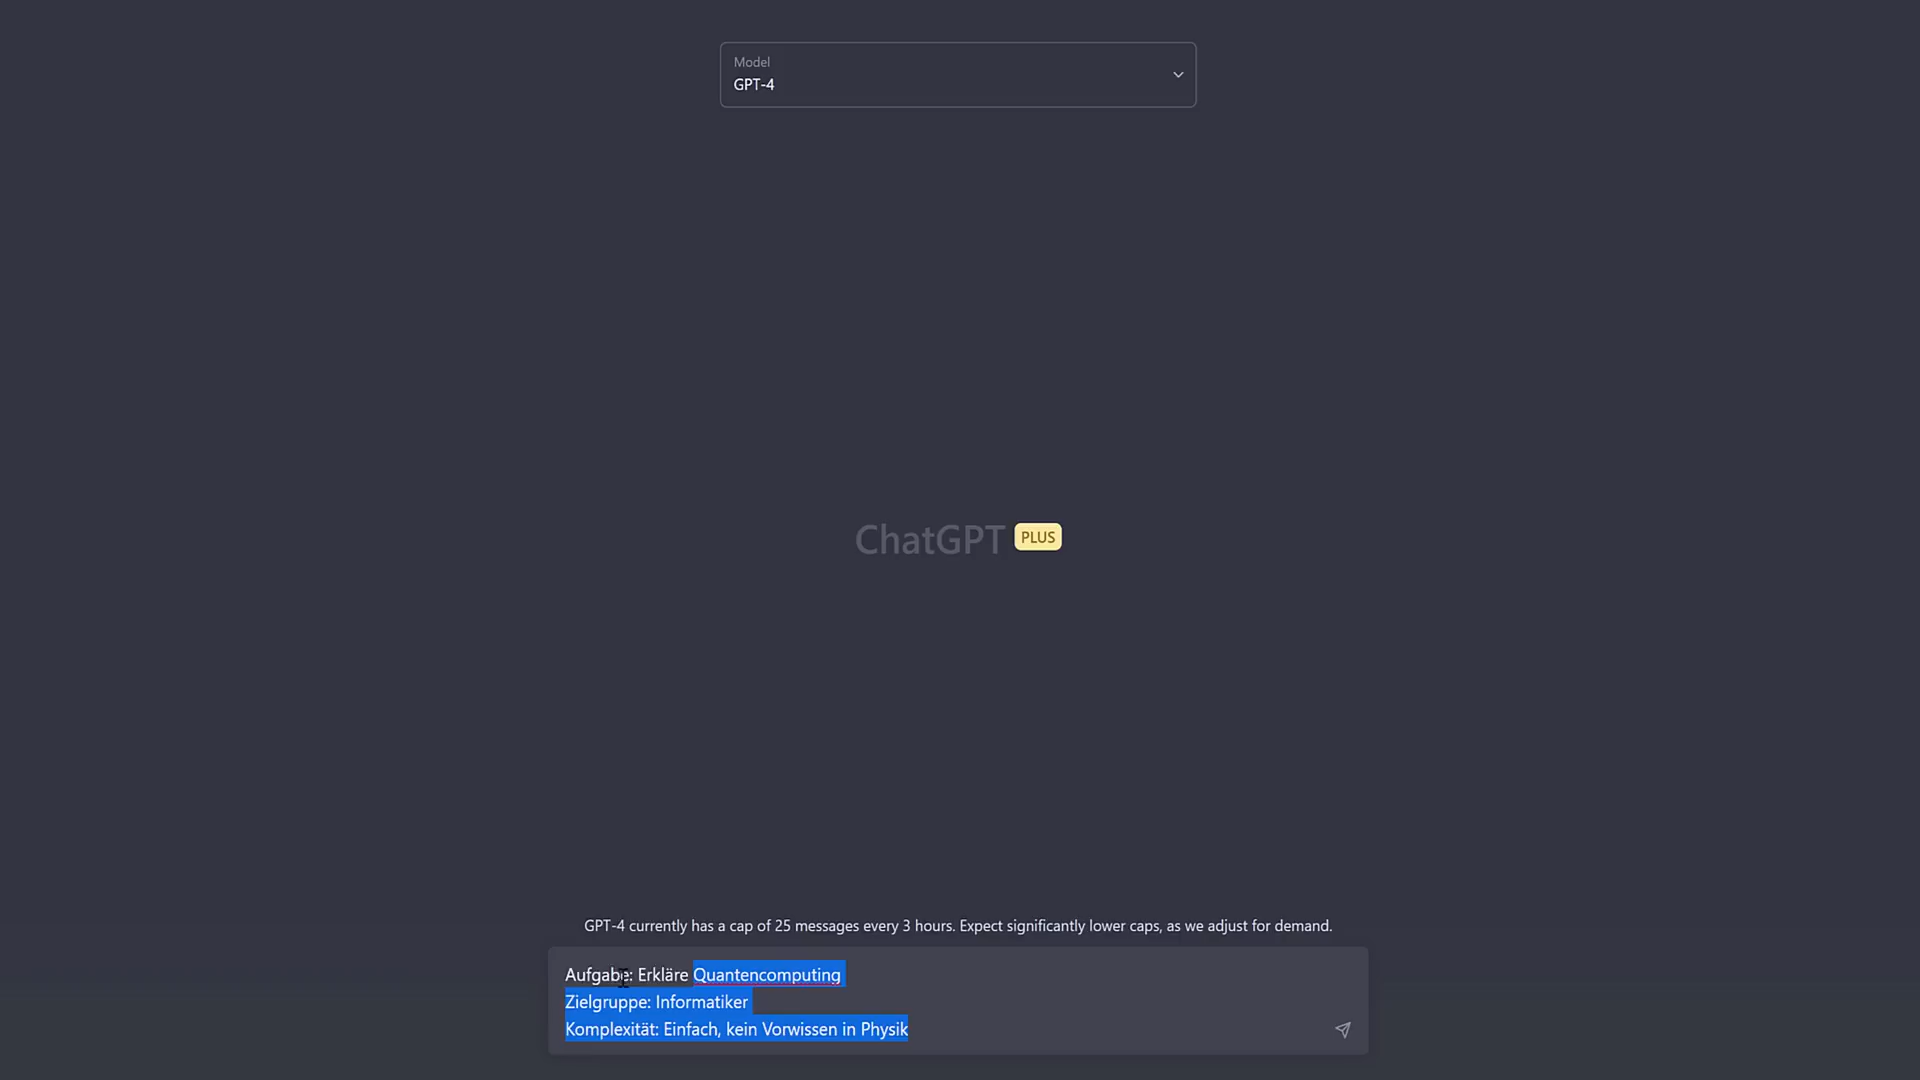 Model
GPT-4
ChatGPT PLUS
GPT-4 currently has a cap of 25 messages every 3 hours. Expect significantly lower caps, as we adjust for demand.
Aufgabe: Erkläre Quantencomputing
Zielgruppe: Informatiker
Komplexität: Einfach, kein Vorwissen in Physik